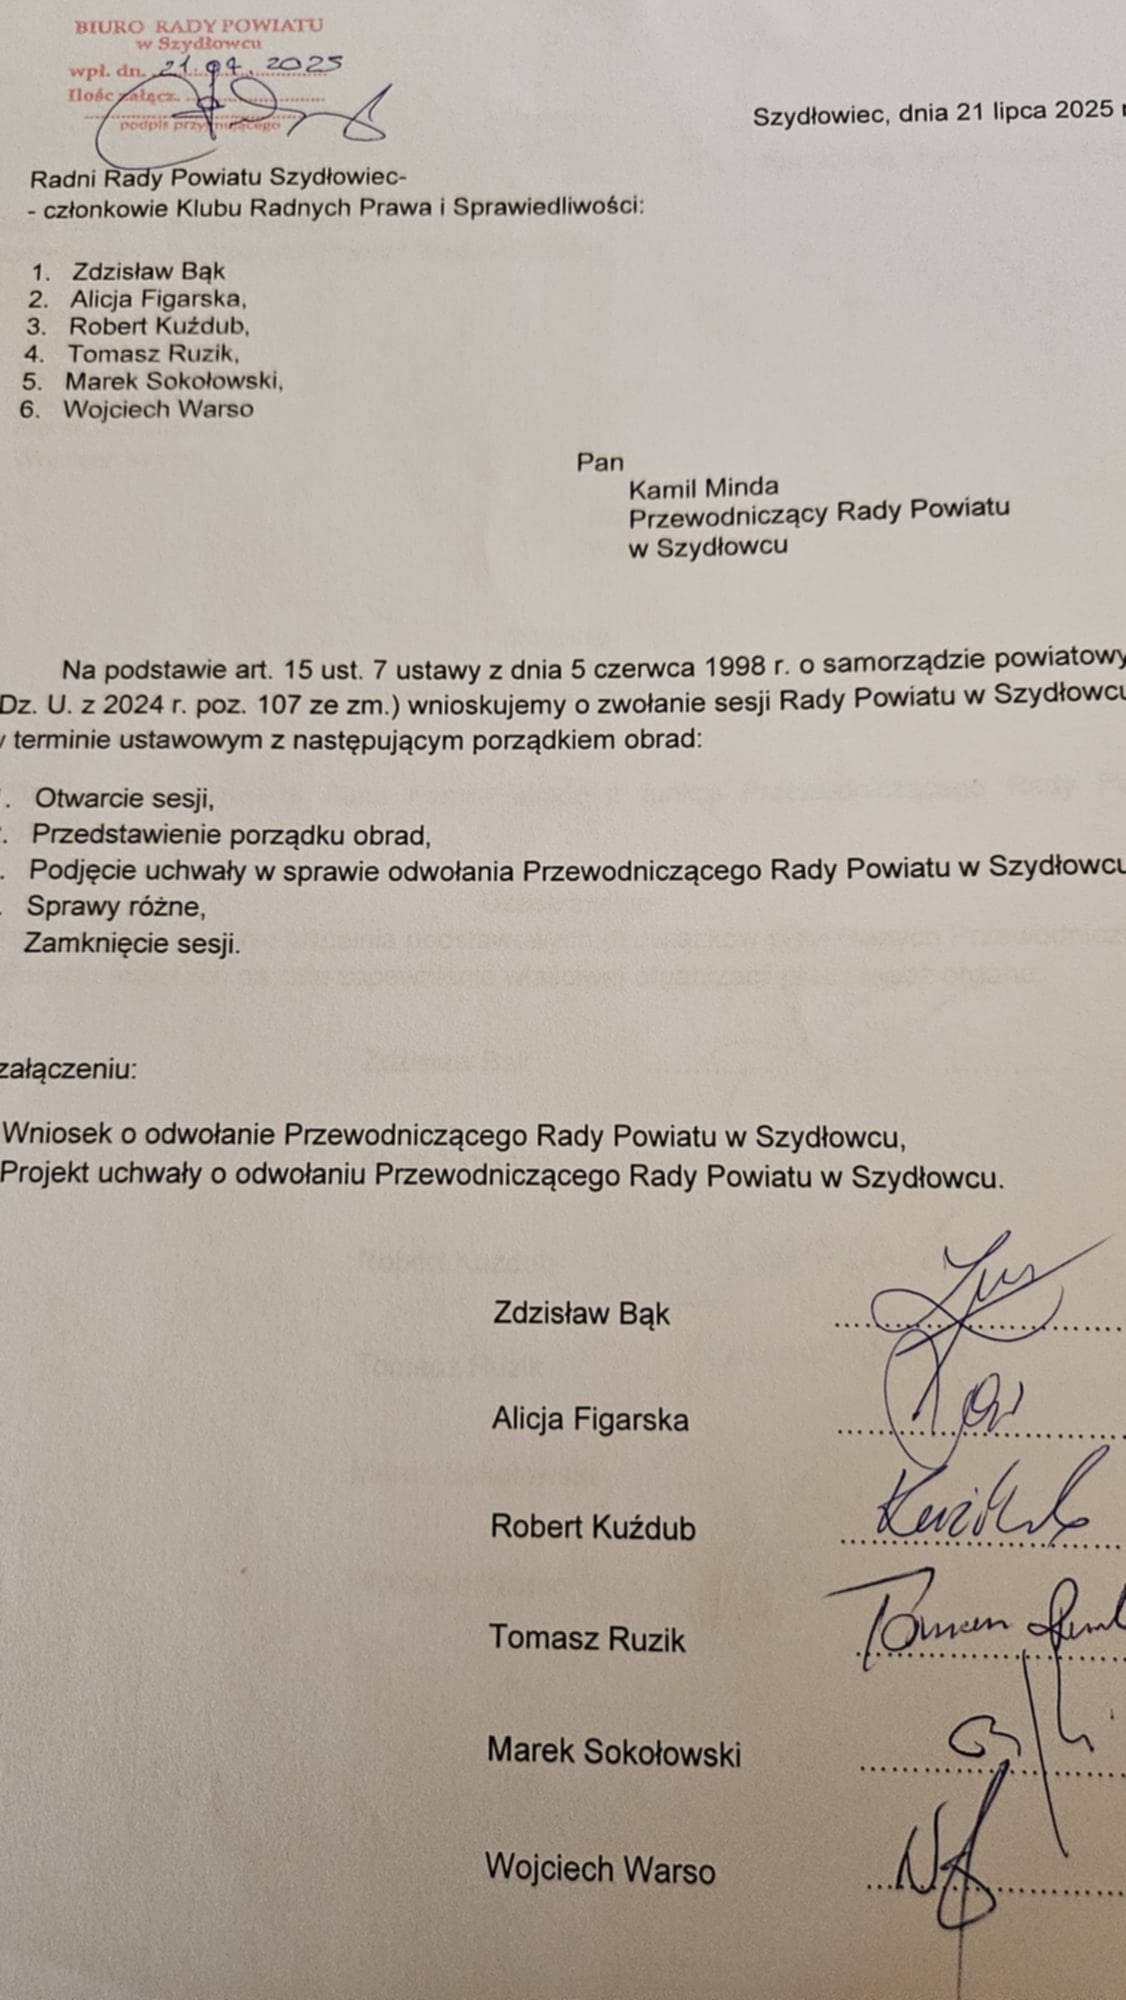 BIURO RADY POWIATU
w Szydłowcu
wpł. dn. 21.07.2025
Ilość załącz.
podpis przyjmującego
Szydłowiec, dnia 21 lipca 2025 r
Radni Rady Powiatu Szydłowiec-
- członkowie Klubu Radnych Prawa i Sprawiedliwości:
1. Zdzisław Bąk
2. Alicja Figarska,
3. Robert Kuździub,
4. Tomasz Ruzik,
5. Marek Sokołowski,
6. Wojciech Warso
Pan
Kamil Minda
Przewodniczący Rady Powiatu
w Szydłowcu
Na podstawie art. 15 ust. 7 ustawy z dnia 5 czerwca 1998 r. o samorządzie powiatowy
Dz. U. z 2024 r. poz. 107 ze zm.) wnioskujemy o zwołanie sesji Rady Powiatu w Szydłowcu
terminie ustawowym z następującym porządkiem obrad:
. Otwarcie sesji,
. Przedstawienie porządku obrad,
. Podjęcie uchwały w sprawie odwołania Przewodniczącego Rady Powiatu w Szydłowcu
. Sprawy różne,
Zamknięcie sesji.
załączeniu:
Wniosek o odwołanie Przewodniczącego Rady Powiatu w Szydłowcu,
Projekt uchwały o odwołaniu Przewodniczącego Rady Powiatu w Szydłowcu.
Zdzisław Bąk
Alicja Figarska
Robert Kuźdub
Tomasz Ruzik
Marek Sokołowski
Wojciech Warso